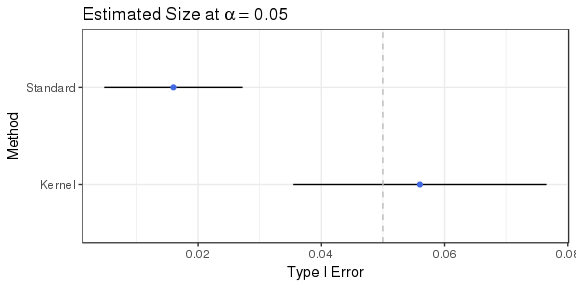 Estimated Size at α = 0.05
Standard
Kernel
Method
0.02 0.04 0.06 0.08
Type I Error